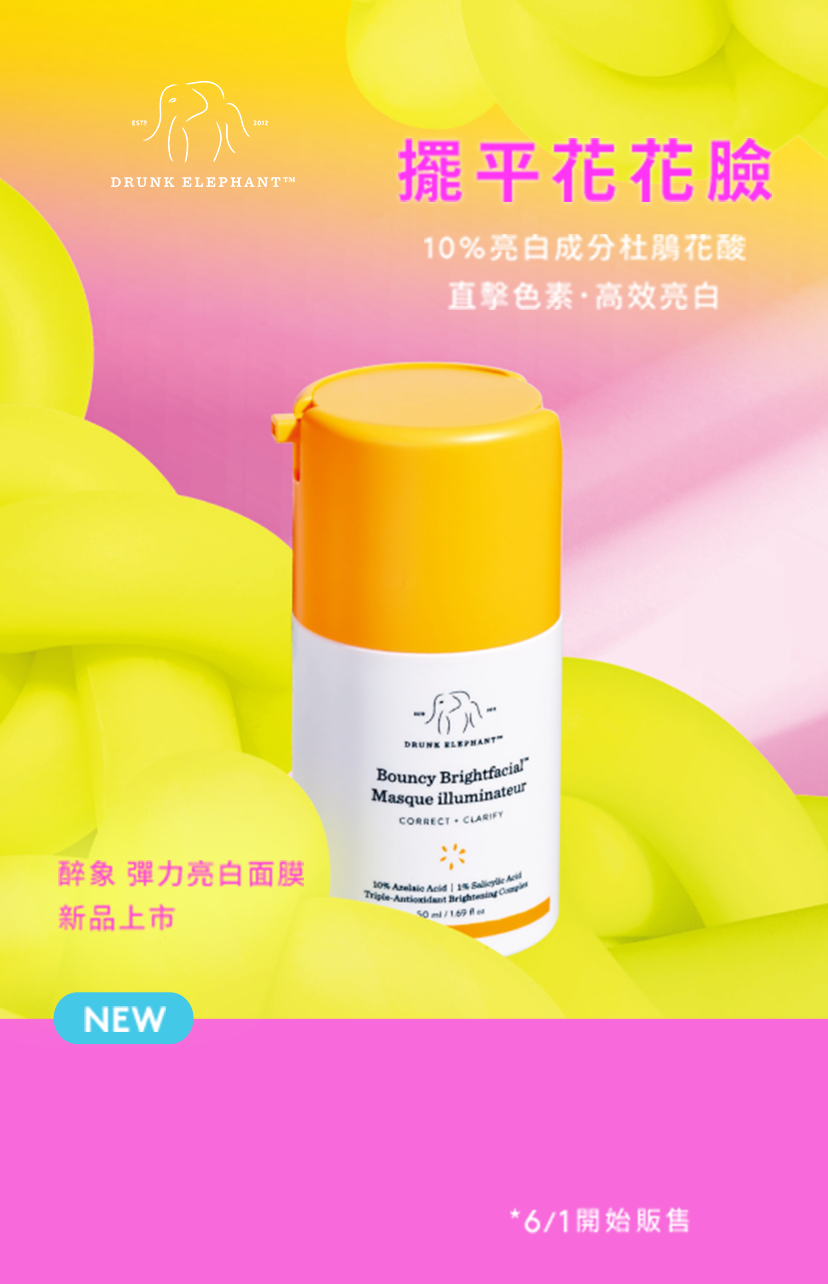 ESTD 2012
DRUNK ELEPHANT™
擺平花花臉
10%亮白成分杜鵑花酸
直擊色素·高效亮白
DRUNK ELEPHANT™
Bouncy Brightfacial™
Masque illuminateur
CORRECT + CLARIFY
10% Azelaic Acid | 1% Salicylic Acid
Triple-Antioxidant Brightening Complex
50 ml / 1.69 fl oz
醉象 彈力亮白面膜
新品上市
NEW
*6/1開始販售